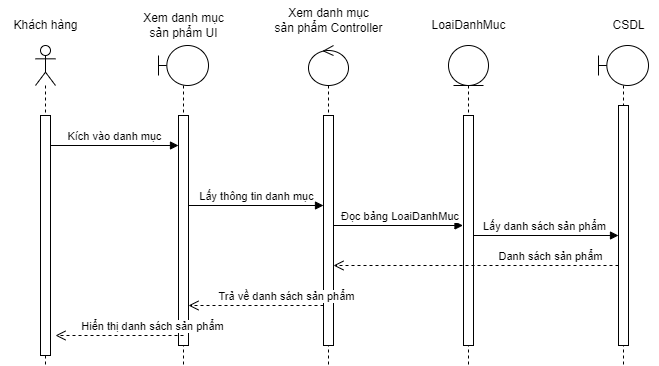 Khách hàng
Xem danh mục
sản phẩm UI
Xem danh mục
sản phẩm Controller
LoaiDanhMuc
CSDL
Kích vào danh mục
Lấy thông tin danh mục
Đọc bảng LoaiDanhMuc
Lấy danh sách sản phẩm
Danh sách sản phẩm
Trả về danh sách sản phẩm
Hiển thị danh sách sản phẩm